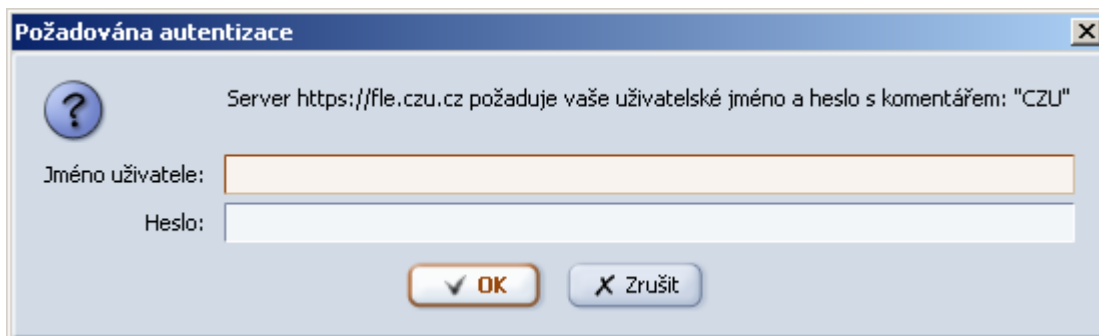 Požadována autentizace
Server https://fle.czu.cz požaduje vaše uživatelské jméno a heslo s komentářem: "CZU"
Jméno uživatele:
Heslo:
OK
Zrušit